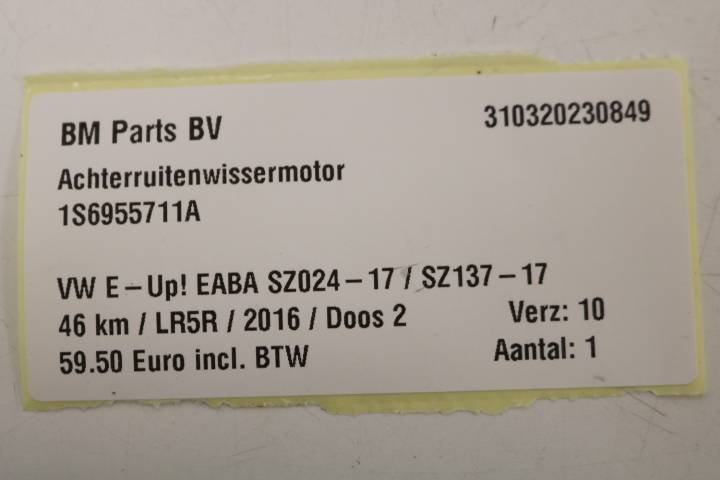 BM Parts BV 310320230849
Achterruitenwissermotor
1S6955711A
VW E-Up! EABA SZ024-17 / SZ137-17
46 km / LR5R / 2016 / Doos 2 Verz: 10
59.50 Euro incl. BTW Aantal: 1